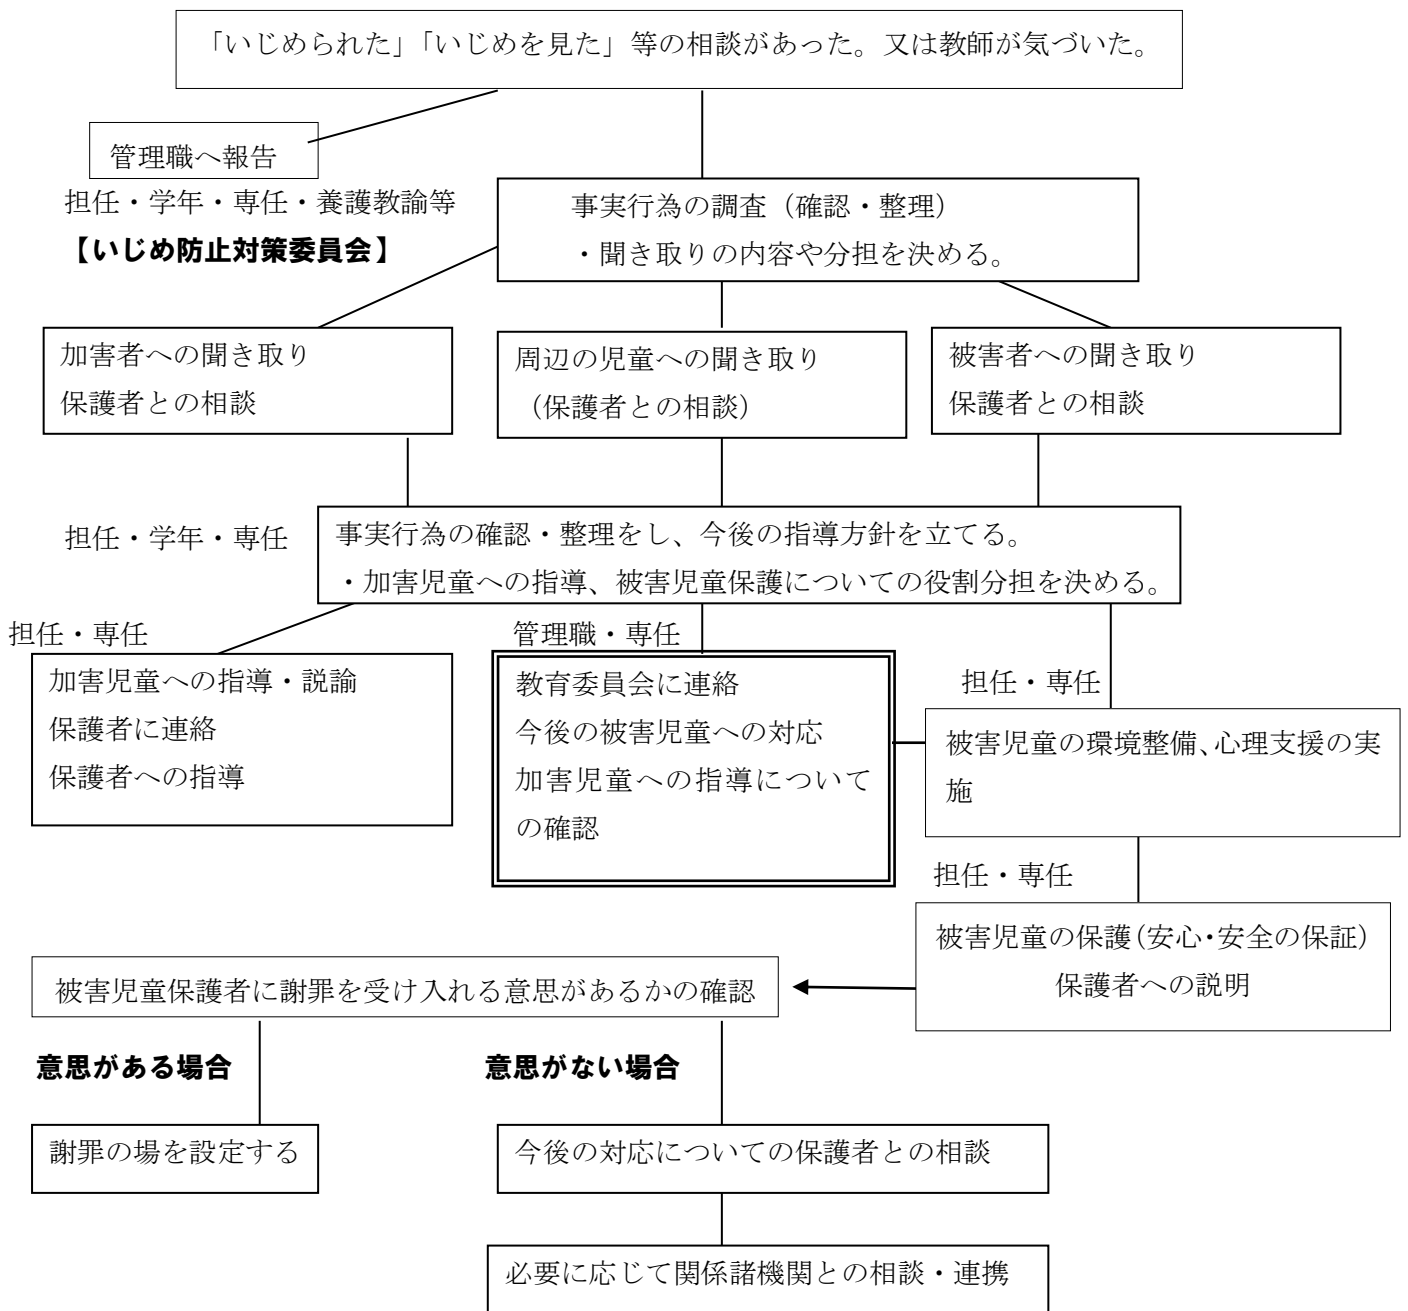 「いじめられた」「いじめを見た」等の相談があった。又は教師が気づいた。
管理職へ報告
担任・学年・専任・養護教諭等
【いじめ防止対策委員会】
事実行為の調査（確認・整理）
・聞き取りの内容や分担を決める。
加害者への聞き取り
保護者との相談
周辺の児童への聞き取り
（保護者との相談）
被害者への聞き取り
保護者との相談
担任・学年・専任
事実行為の確認・整理をし、今後の指導方針を立てる。
・加害児童への指導、被害児童保護についての役割分担を決める。
担任・専任
加害児童への指導・説諭
保護者に連絡
保護者への指導
管理職・専任
教育委員会に連絡
今後の被害児童への対応
加害児童への指導について
の確認
担任・専任
被害児童の環境整備、心理支援の実
施
担任・専任
被害児童の保護（安心・安全の保証）
保護者への説明
被害児童保護者に謝罪を受け入れる意思があるかの確認
意思がある場合
謝罪の場を設定する
意思がない場合
今後の対応についての保護者との相談
必要に応じて関係諸機関との相談・連携